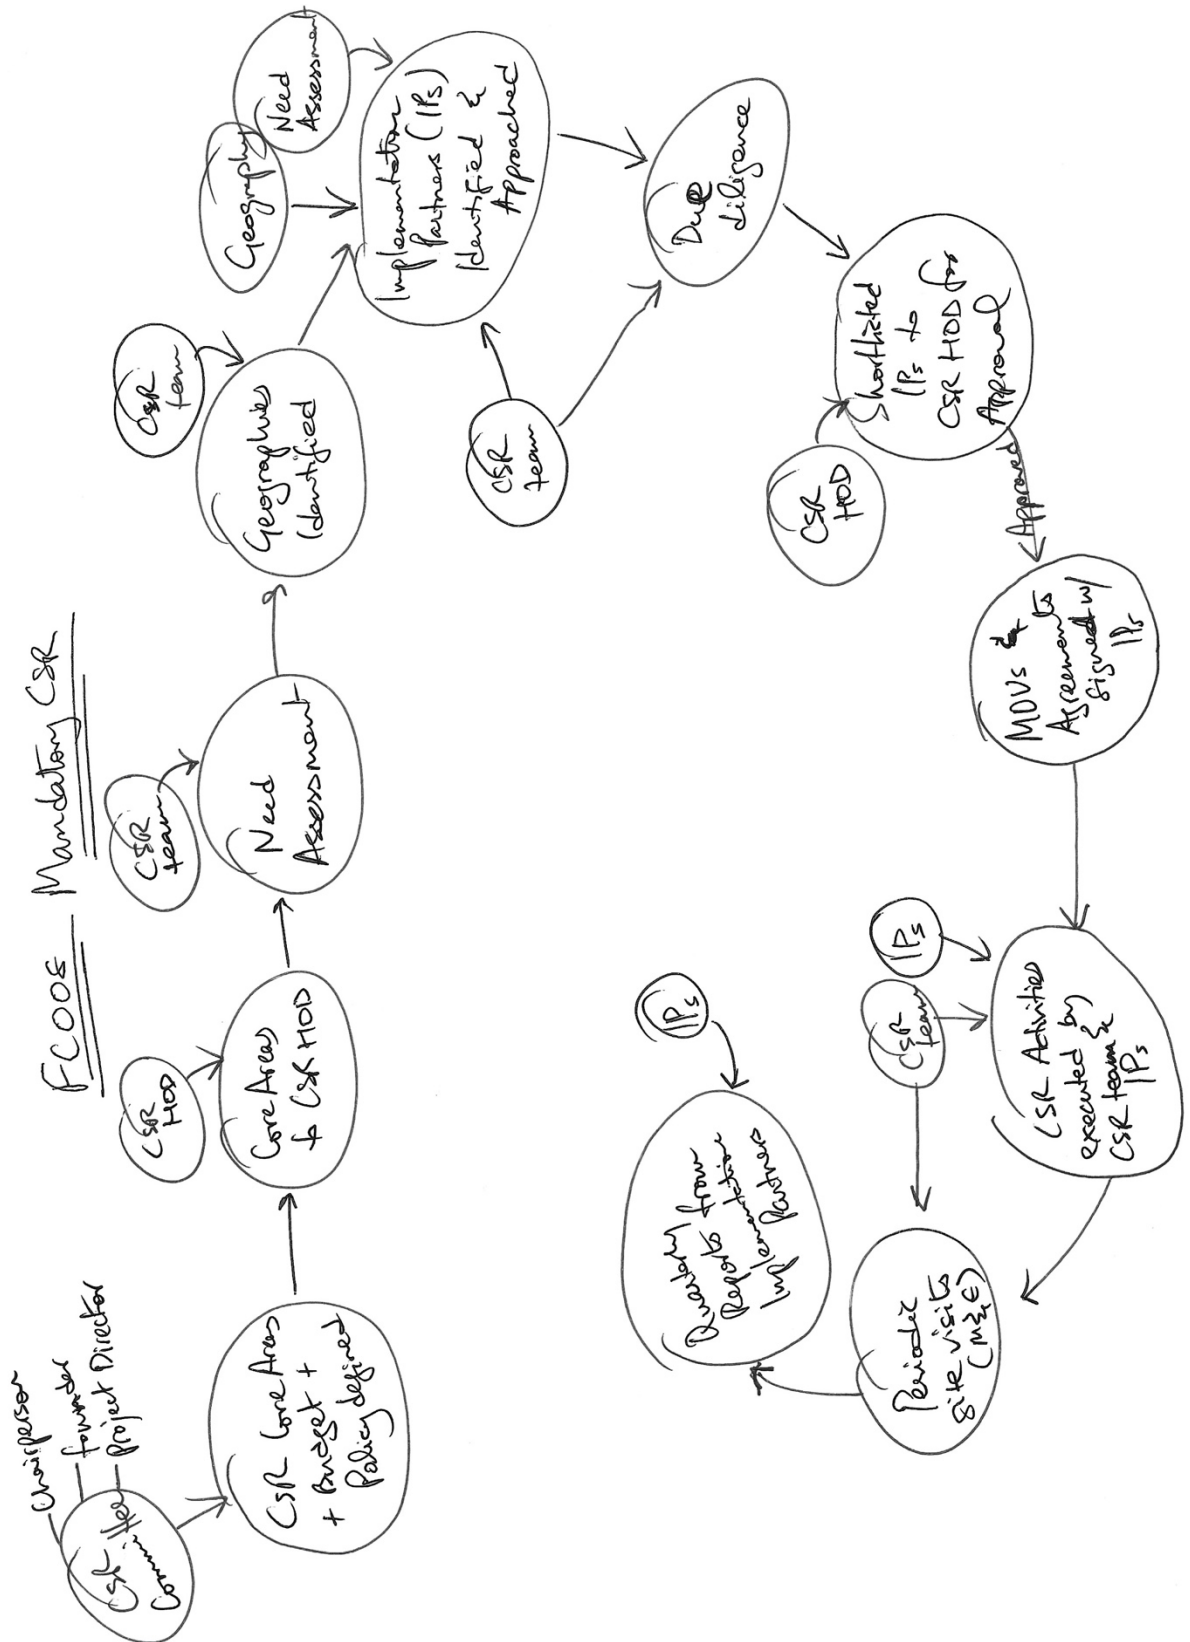 FC008 Mandatory CSR
Chairperson
founder
Project Director
CSR
Committee
CSR Core Areas
+ Budget +
Policy defined
CSR
HOD
Core Areas
to CSR HOD
CSR
team
Need
Assessment
CSR
team
Geographies
Identified
Geography
Need
Assessment
Implementation
Partners (IPs)
Identified &
Approached
CSR
team
Due
diligence
CSR
HOD
Shortlisted
IPs to
CSR HOD for
Approval
Approved
MOUs &
Agreements
signed w/
IPs
IPs
CSR
team
CSR Activities
executed by
CSR team &
IPs
Periodic
site visits
(M&E)
IPs
Quarterly
Reports from
Implementation
Partners